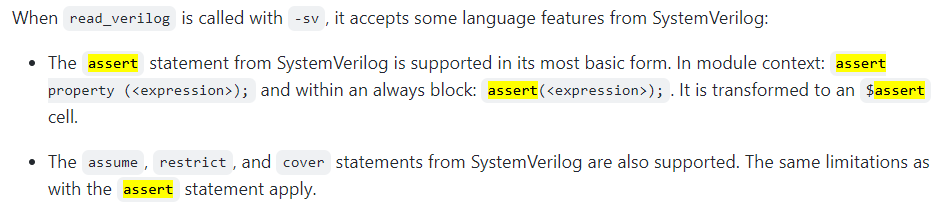 When read_verilog is called with -sv , it accepts some language features from SystemVerilog:
• The assert statement from SystemVerilog is supported in its most basic form. In module context: assert
property (<expression>); and within an always block: assert(<expression>); . It is transformed to an $assert
cell.
• The assume , restrict , and cover statements from SystemVerilog are also supported. The same limitations as
with the assert statement apply.